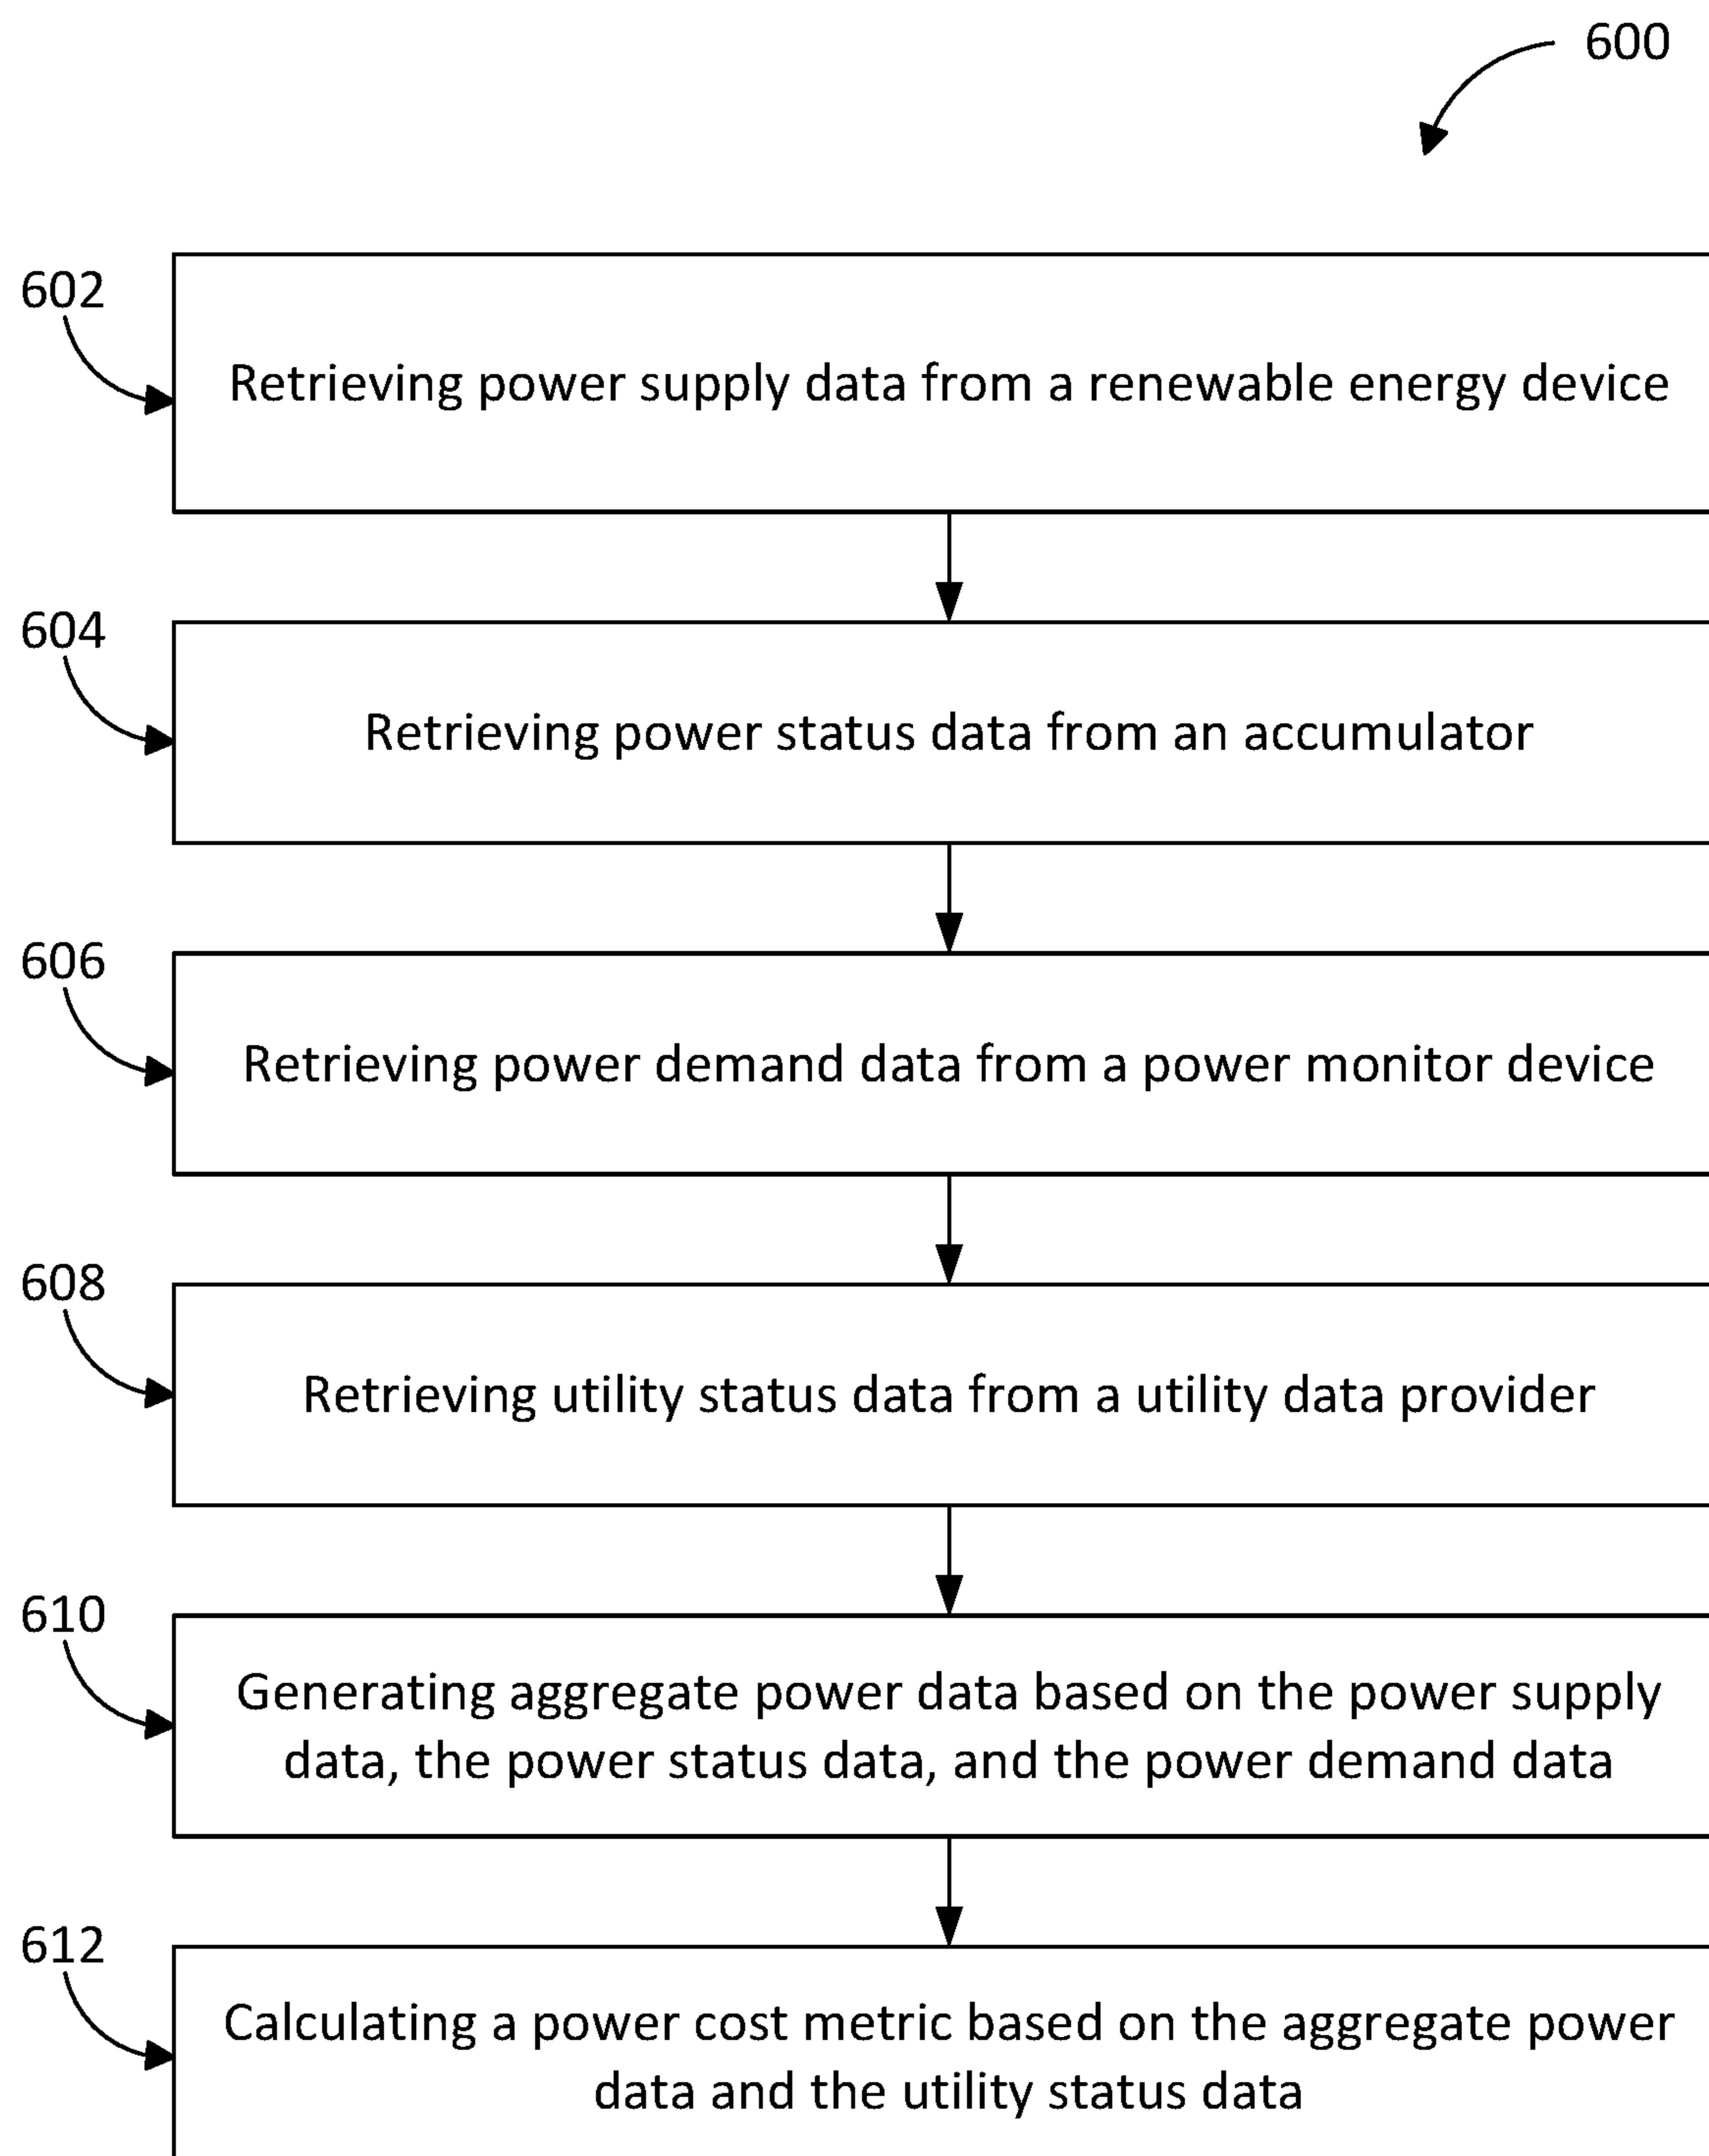 600
602
Retrieving power supply data from a renewable energy device
604
Retrieving power status data from an accumulator
606
Retrieving power demand data from a power monitor device
608
Retrieving utility status data from a utility data provider
610
Generating aggregate power data based on the power supply
data, the power status data, and the power demand data
612
Calculating a power cost metric based on the aggregate power
data and the utility status data